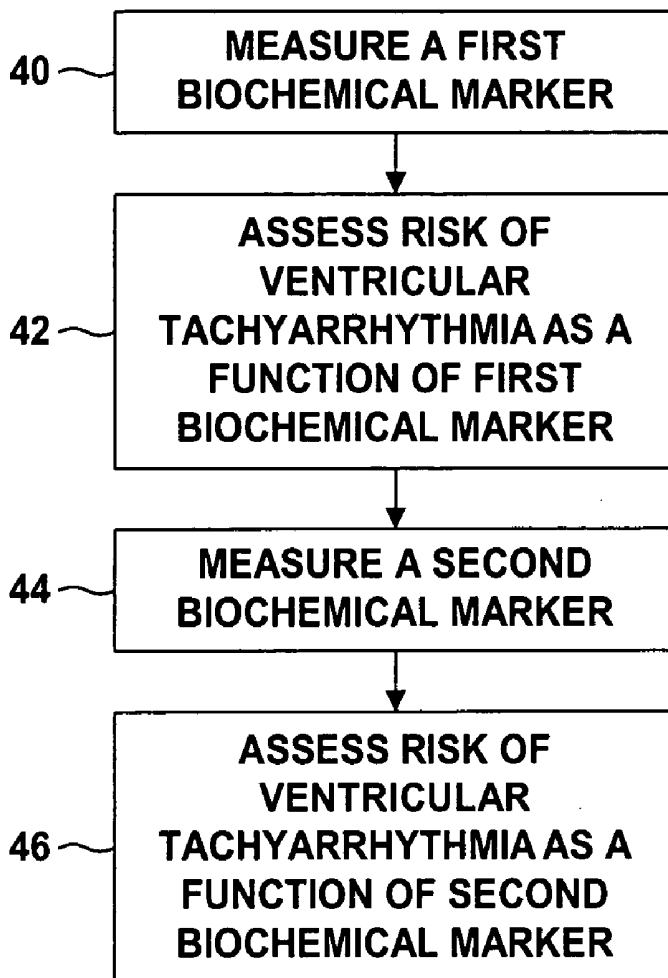 40
MEASURE A FIRST
BIOCHEMICAL MARKER
42
ASSESS RISK OF
VENTRICULAR
TACHYARRHYTHMIA AS A
FUNCTION OF FIRST
BIOCHEMICAL MARKER
44
MEASURE A SECOND
BIOCHEMICAL MARKER
46
ASSESS RISK OF
VENTRICULAR
TACHYARRHYTHMIA AS A
FUNCTION OF SECOND
BIOCHEMICAL MARKER